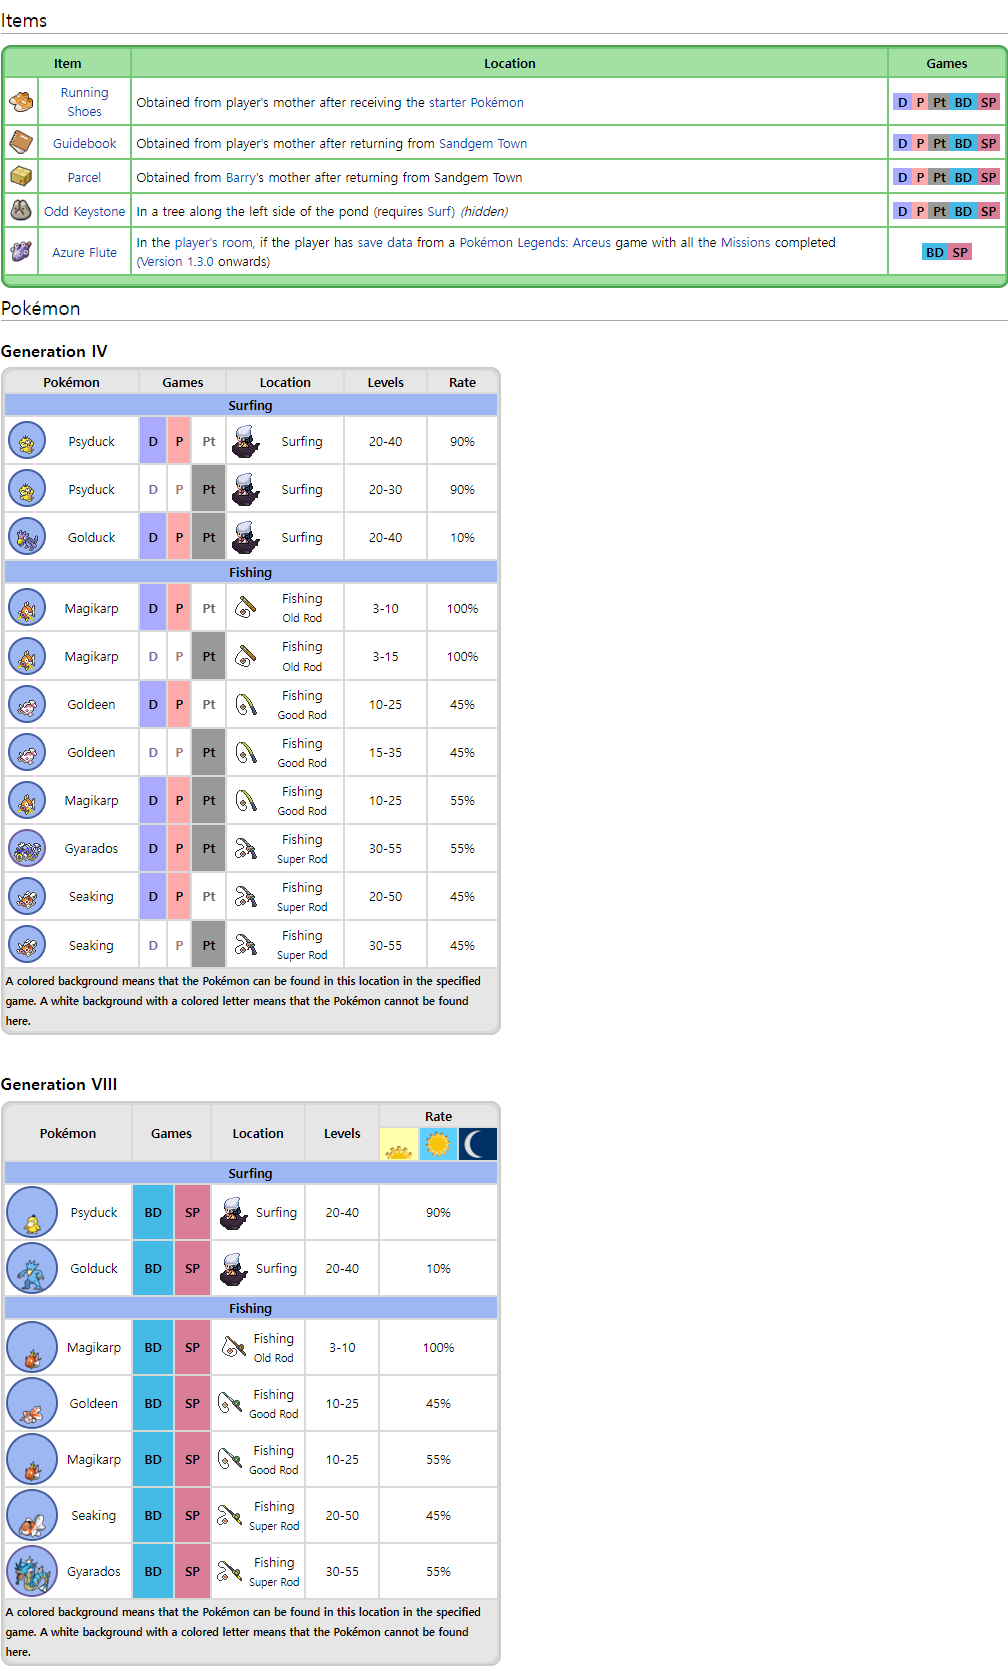 Items
Item Location Games
Running Shoes Obtained from player's mother after receiving the starter Pokémon D P Pt BD SP
Guidebook Obtained from player's mother after returning from Sandgem Town D P Pt BD SP
Parcel Obtained from Barry's mother after returning from Sandgem Town D P Pt BD SP
Odd Keystone In a tree along the left side of the pond (requires Surf) (hidden) D P Pt BD SP
Azure Flute In the player's room, if the player has save data from a Pokémon Legends: Arceus game with all the Missions completed
(Version 1.3.0 onwards) BD SP
Pokémon
Generation IV
Pokémon Games Location Levels Rate
Surfing
Psyduck D P Pt Surfing 20-40 90%
Psyduck D P Pt Surfing 20-30 90%
Golduck D P Pt Surfing 20-40 10%
Fishing
Magikarp D P Pt Fishing Old Rod 3-10 100%
Magikarp D P Pt Fishing Old Rod 3-15 100%
Goldeen D P Pt Fishing Good Rod 10-25 45%
Goldeen D P Pt Fishing Good Rod 15-35 45%
Magikarp D P Pt Fishing Good Rod 10-25 55%
Gyarados D P Pt Fishing Super Rod 30-55 55%
Seaking D P Pt Fishing Super Rod 20-50 45%
Seaking D P Pt Fishing Super Rod 30-55 45%
A colored background means that the Pokémon can be found in this location in the specified
game. A white background with a colored letter means that the Pokémon cannot be found
here.
Generation VIII
Pokémon Games Location Levels Rate
Surfing
Psyduck BD SP Surfing 20-40 90%
Golduck BD SP Surfing 20-40 10%
Fishing
Magikarp BD SP Fishing Old Rod 3-10 100%
Goldeen BD SP Fishing Good Rod 10-25 45%
Magikarp BD SP Fishing Good Rod 10-25 55%
Seaking BD SP Fishing Super Rod 20-50 45%
Gyarados BD SP Fishing Super Rod 30-55 55%
A colored background means that the Pokémon can be found in this location in the specified
game. A white background with a colored letter means that the Pokémon cannot be found
here.